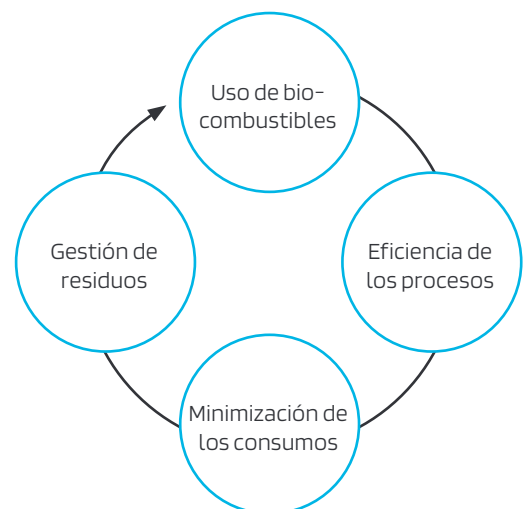 Uso de bio-
combustibles
Eficiencia de
los procesos
Minimización de
los consumos
Gestión de
residuos